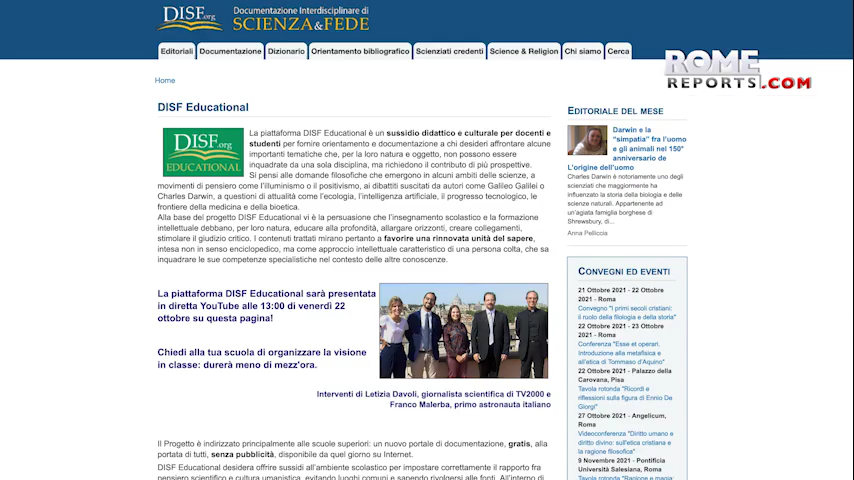 DISF.org
Documentazione Interdisciplinare di
SCIENZA&FEDE
Editoriali
Documentazione
Dizionario
Orientamento bibliografico
Scienziati credenti
Science & Religion
Chi siamo
Cerca
ROME
REPORTS.COM
Home
DISF Educational
DISF.org
EDUCATIONAL
La piattaforma DISF Educational è un sussidio didattico e culturale per docenti e
studenti per fornire orientamento e documentazione a chi desideri affrontare alcune
importanti tematiche che, per la loro natura e oggetto, non possono essere
inquadrate da una sola disciplina, ma richiedono il contributo di più prospettive.
Si pensi alle domande filosofiche che emergono in alcuni ambiti delle scienze, a
movimenti di pensiero come l'illuminismo o il positivismo, ai dibattiti suscitati da autori come Galileo Galilei o
Charles Darwin, a questioni di attualità come l'ecologia, l'intelligenza artificiale, il progresso tecnologico, le
frontiere della medicina e della bioetica.
Alla base del progetto DISF Educational vi è la persuasione che l'insegnamento scolastico e la formazione
intellettuale debbano, per loro natura, educare alla profondità, allargare orizzonti, creare collegamenti,
stimolare il giudizio critico. I contenuti trattati mirano pertanto a favorire una rinnovata unità del sapere,
intesa non in senso enciclopedico, ma come approccio intellettuale caratteristico di una persona colta, che sa
inquadrare le sue competenze specialistiche nel contesto delle altre conoscenze.
La piattaforma DISF Educational sarà presentata
in diretta YouTube alle 13:00 di venerdì 22
ottobre su questa pagina!
Chiedi alla tua scuola di organizzare la visione
in classe: durerà meno di mezz'ora.
Interventi di Letizia Davoli, giornalista scientifica di TV2000 e
Franco Malerba, primo astronauta italiano
Il Progetto è indirizzato principalmente alle scuole superiori: un nuovo portale di documentazione, gratis, alla
portata di tutti, senza pubblicità, disponibile da quel giorno su Internet.
DISF Educational desidera offrire sussidi all'ambiente scolastico per impostare correttamente il rapporto fra
pensiero scientifico e cultura umanistica, evitando luoghi comuni e sapendo rivolgersi alle fonti. All'interno di
EDITORIALE DEL MESE
Darwin e la
"simpatia" fra l'uomo
e gli animali nel 150°
anniversario de
L'origine dell'uomo
Charles Darwin è notoriamente uno degli
scienziati che maggiormente ha
influenzato la storia della biologia e delle
scienze naturali. Appartenente ad
un'agiata famiglia borghese di
Shrewsbury, di...
Anna Pelliccia
CONVEGNI ED EVENTI
21 Ottobre 2021 - 22 Ottobre
2021 - Roma
Convegno "I primi secoli cristiani:
il ruolo della filologia e della storia"
22 Ottobre 2021 - 23 Ottobre
2021 - Roma
Conferenza "Esse et operari.
Introduzione alla metafisica e
all'etica di Tommaso d'Aquino"
22 Ottobre 2021 - Palazzo della
Carovana, Pisa
Tavola rotonda "Ricordi e
riflessioni sulla figura di Ennio De
Giorgi"
27 Ottobre 2021 - Angelicum,
Roma
Videoconferenza "Diritto umano e
divino: sull'etica cristiana e
la ragione filosofica"
9 Novembre 2021 - Pontificia
Università Salesiana, Roma
Tavola rotonda "Ragione e magia: